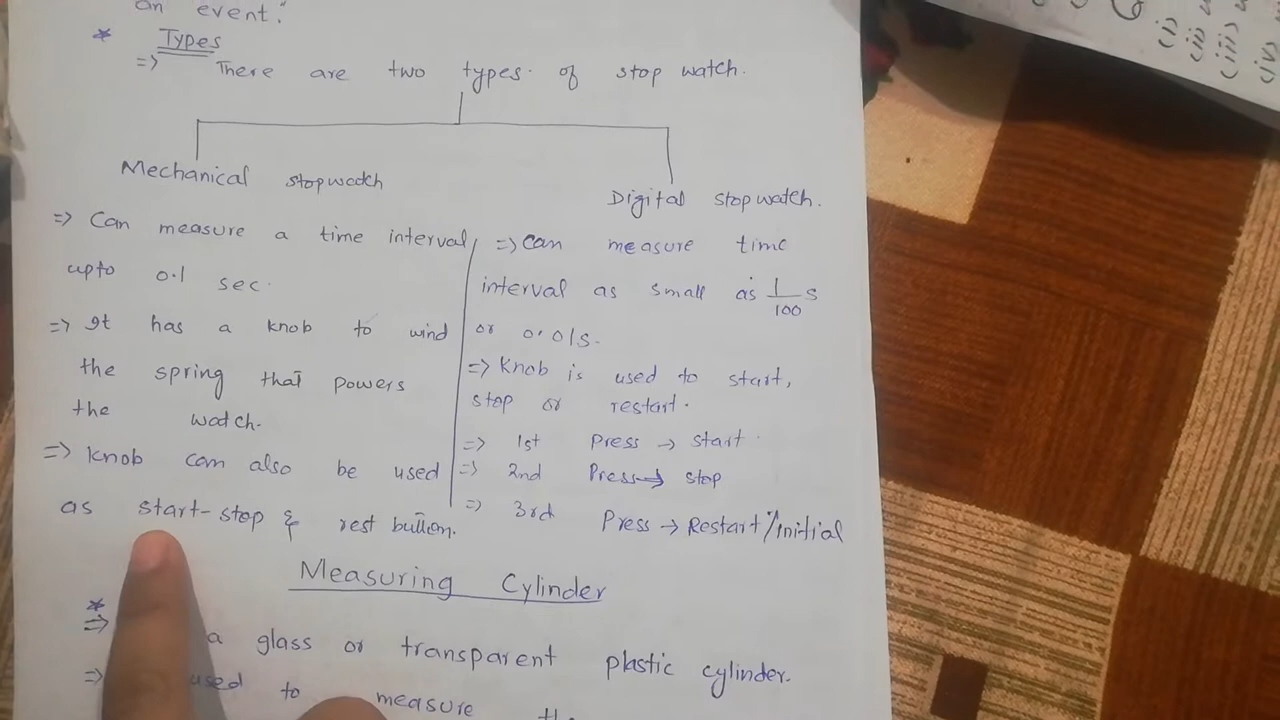 an event."
* Types
=> There are two types of stop watch.
Mechanical stopwatch
=> Can measure a time interval
upto 0.1 sec.
=> It has a knob to wind
the spring that powers
the watch.
=> knob can also be used
as start-stop & rest button.
Digital stopwatch.
=> can measure time
interval as small as 1/100 s
or 0.01s.
=> knob is used to start,
stop or restart.
=> 1st Press → start
=> 2nd Press → stop
=> 3rd Press → Restart/initial
Measuring Cylinder
*
=> a glass or transparent plastic cylinder.
=> used to measure
(i)
(ii)
(iii)
(iv)